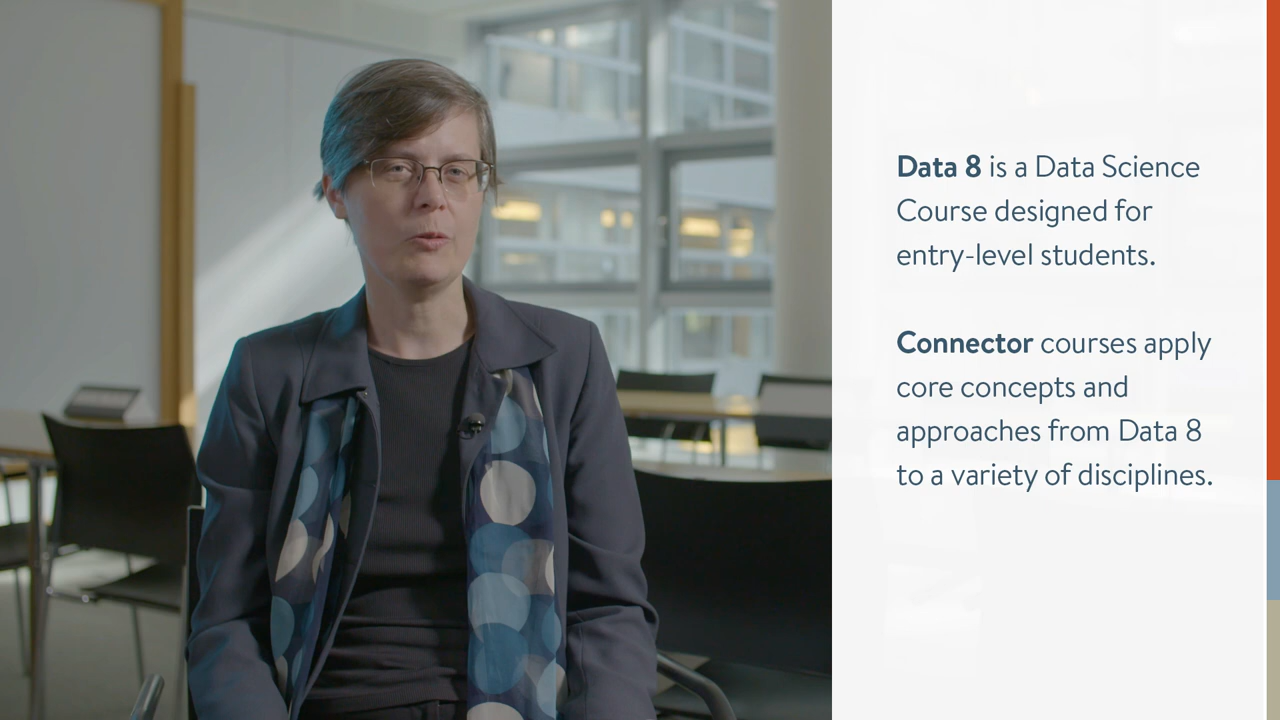 Data 8 is a Data Science
Course designed for
entry-level students.
Connector courses apply
core concepts and
approaches from Data 8
to a variety of disciplines.